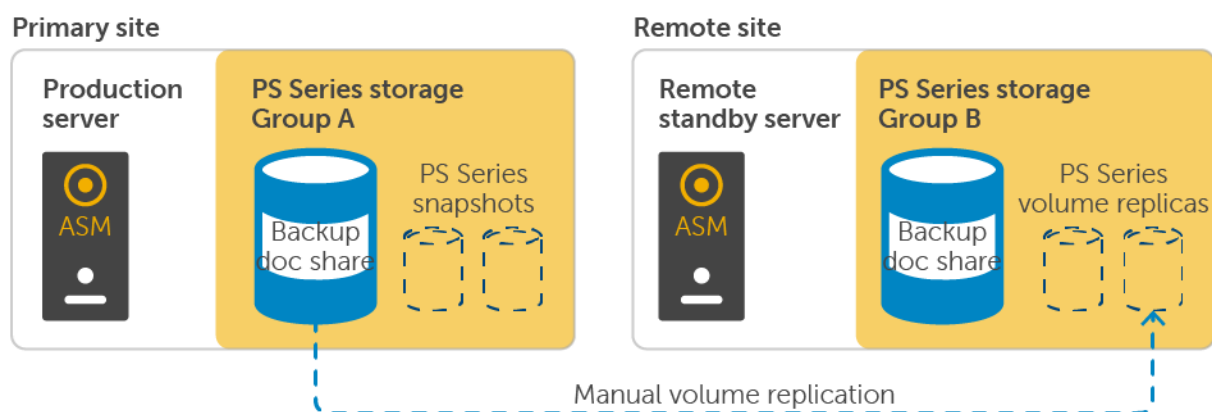 Primary site
Production
server
ASM
PS Series storage
Group A
Backup
doc share
PS Series
snapshots
Remote site
Remote
standby server
ASM
PS Series storage
Group B
Backup
doc share
PS Series
volume replicas
Manual volume replication